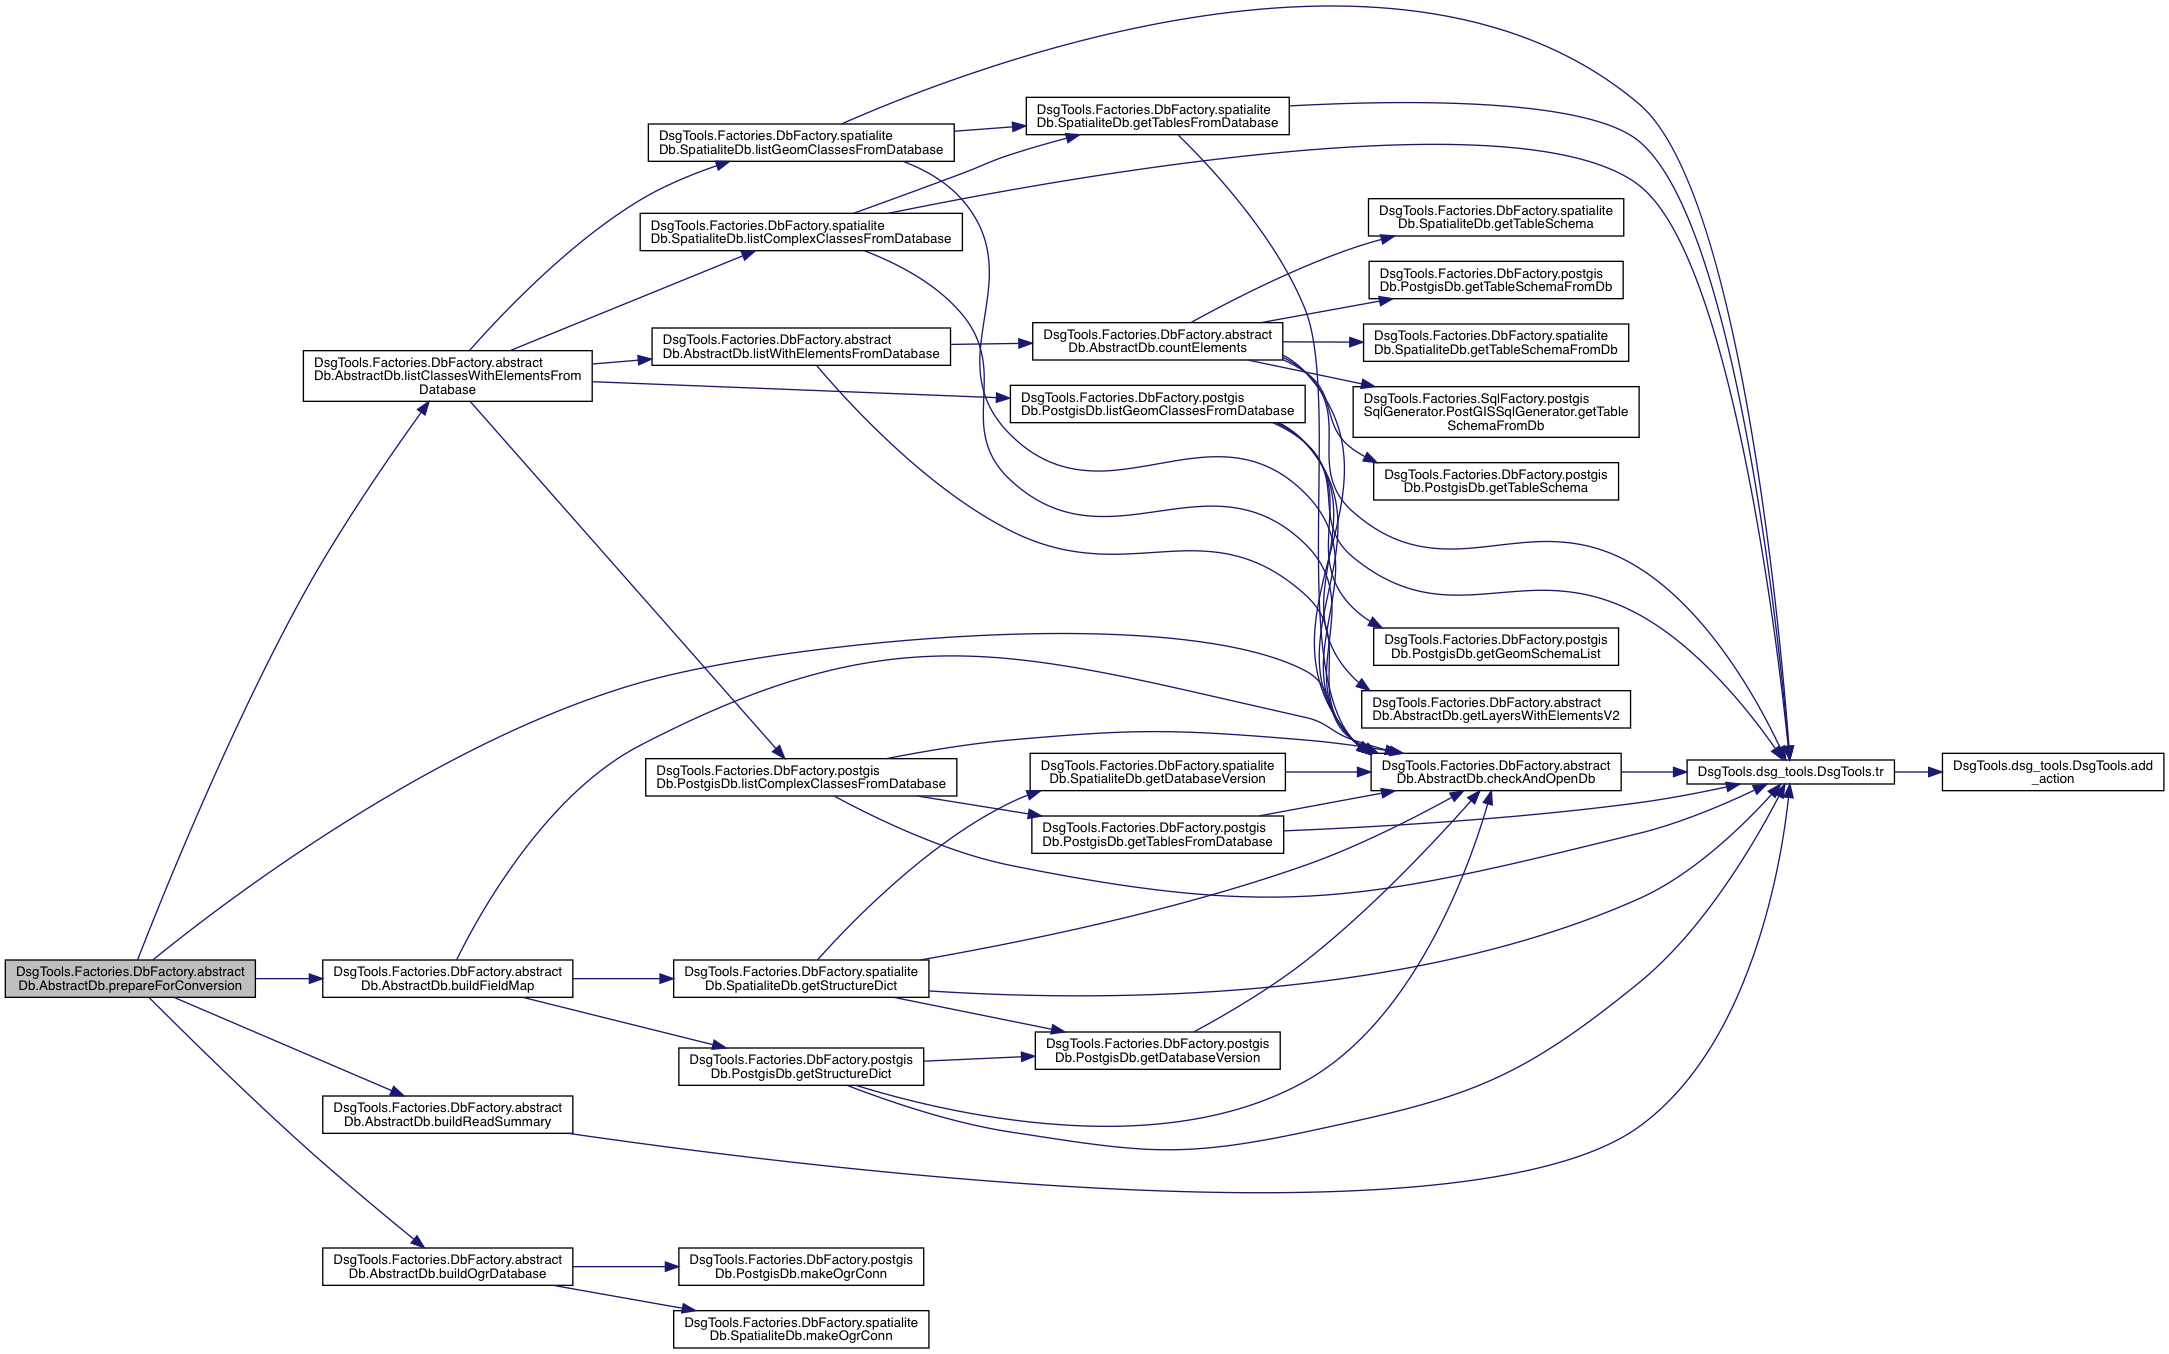 DsgTools.Factories.DbFactory.abstract
Db.AbstractDb.prepareForConversion
DsgTools.Factories.DbFactory.abstract
Db.AbstractDb.listClassesWithElementsFrom
Database
DsgTools.Factories.DbFactory.abstract
Db.AbstractDb.buildFieldMap
DsgTools.Factories.DbFactory.abstract
Db.AbstractDb.buildReadSummary
DsgTools.Factories.DbFactory.abstract
Db.AbstractDb.buildOgrDatabase
DsgTools.Factories.DbFactory.spatialite
Db.SpatialiteDb.listGeomClassesFromDatabase
DsgTools.Factories.DbFactory.spatialite
Db.SpatialiteDb.listComplexClassesFromDatabase
DsgTools.Factories.DbFactory.abstract
Db.AbstractDb.listWithElementsFromDatabase
DsgTools.Factories.DbFactory.postgis
Db.PostgisDb.listComplexClassesFromDatabase
DsgTools.Factories.DbFactory.spatialite
Db.SpatialiteDb.getStructureDict
DsgTools.Factories.DbFactory.postgis
Db.PostgisDb.getStructureDict
DsgTools.Factories.DbFactory.postgis
Db.PostgisDb.makeOgrConn
DsgTools.Factories.DbFactory.spatialite
Db.SpatialiteDb.makeOgrConn
DsgTools.Factories.DbFactory.spatialite
Db.SpatialiteDb.getTablesFromDatabase
DsgTools.Factories.DbFactory.abstract
Db.AbstractDb.countElements
DsgTools.Factories.DbFactory.postgis
Db.PostgisDb.listGeomClassesFromDatabase
DsgTools.Factories.DbFactory.spatialite
Db.SpatialiteDb.getDatabaseVersion
DsgTools.Factories.DbFactory.postgis
Db.PostgisDb.getTablesFromDatabase
DsgTools.Factories.DbFactory.postgis
Db.PostgisDb.getDatabaseVersion
DsgTools.Factories.DbFactory.spatialite
Db.SpatialiteDb.getTableSchema
DsgTools.Factories.DbFactory.postgis
Db.PostgisDb.getTableSchemaFromDb
DsgTools.Factories.DbFactory.spatialite
Db.SpatialiteDb.getTableSchemaFromDb
DsgTools.Factories.SqlFactory.postgis
SqlGenerator.PostGISSqlGenerator.getTable
SchemaFromDb
DsgTools.Factories.DbFactory.postgis
Db.PostgisDb.getTableSchema
DsgTools.Factories.DbFactory.postgis
Db.PostgisDb.getGeomSchemaList
DsgTools.Factories.DbFactory.abstract
Db.AbstractDb.getLayersWithElementsV2
DsgTools.Factories.DbFactory.abstract
Db.AbstractDb.checkAndOpenDb
DsgTools.dsg_tools.DsgTools.tr
DsgTools.dsg_tools.DsgTools.add
_action